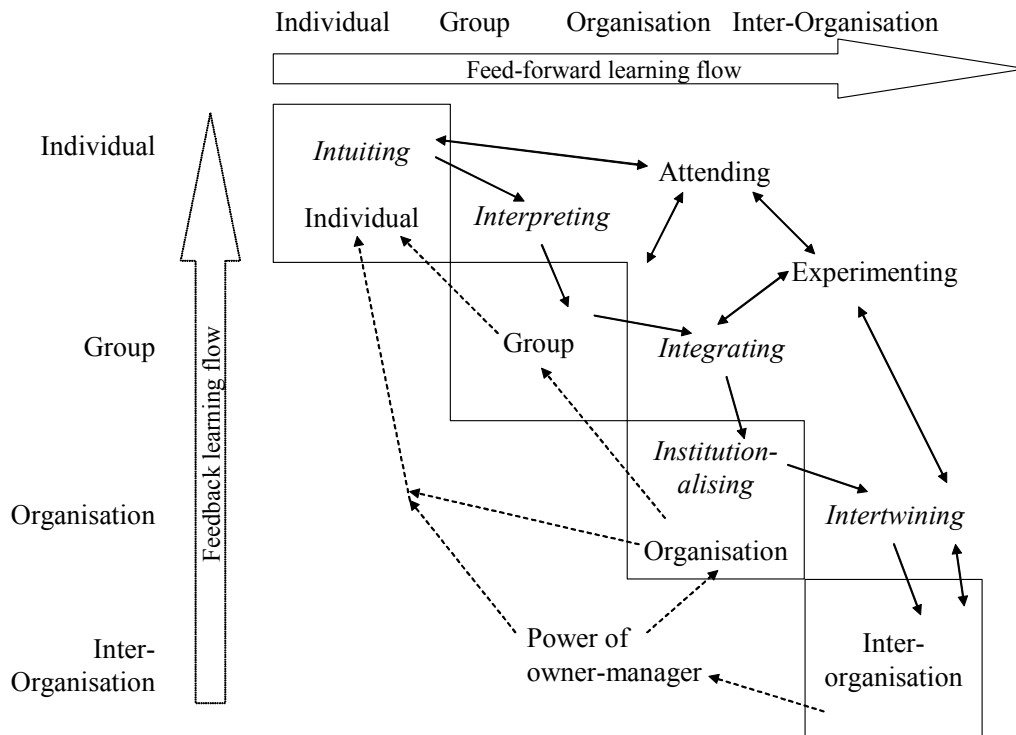 Individual Group Organisation Inter-Organisation
Feed-forward learning flow
Individual
Intuiting
Attending
Individual
Interpreting
Experimenting
Group
Group
Integrating
Feedback learning flow
Institution-
alising
Organisation
Intertwining
Organisation
Inter-
Organisation
Power of
owner-manager
Inter-
organisation